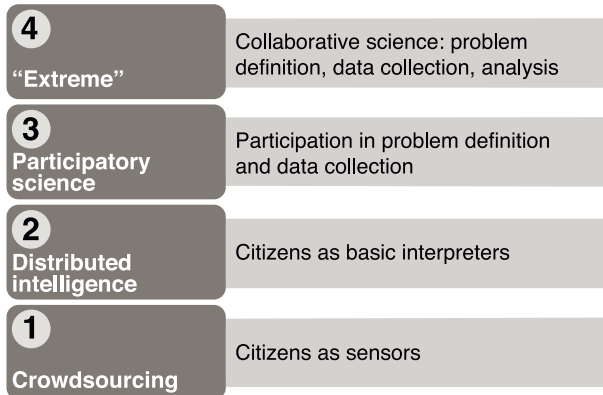 4
“Extreme”
Collaborative science: problem
definition, data collection, analysis
3
Participatory
science
Participation in problem definition
and data collection
2
Distributed
intelligence
Citizens as basic interpreters
1
Crowdsourcing
Citizens as sensors